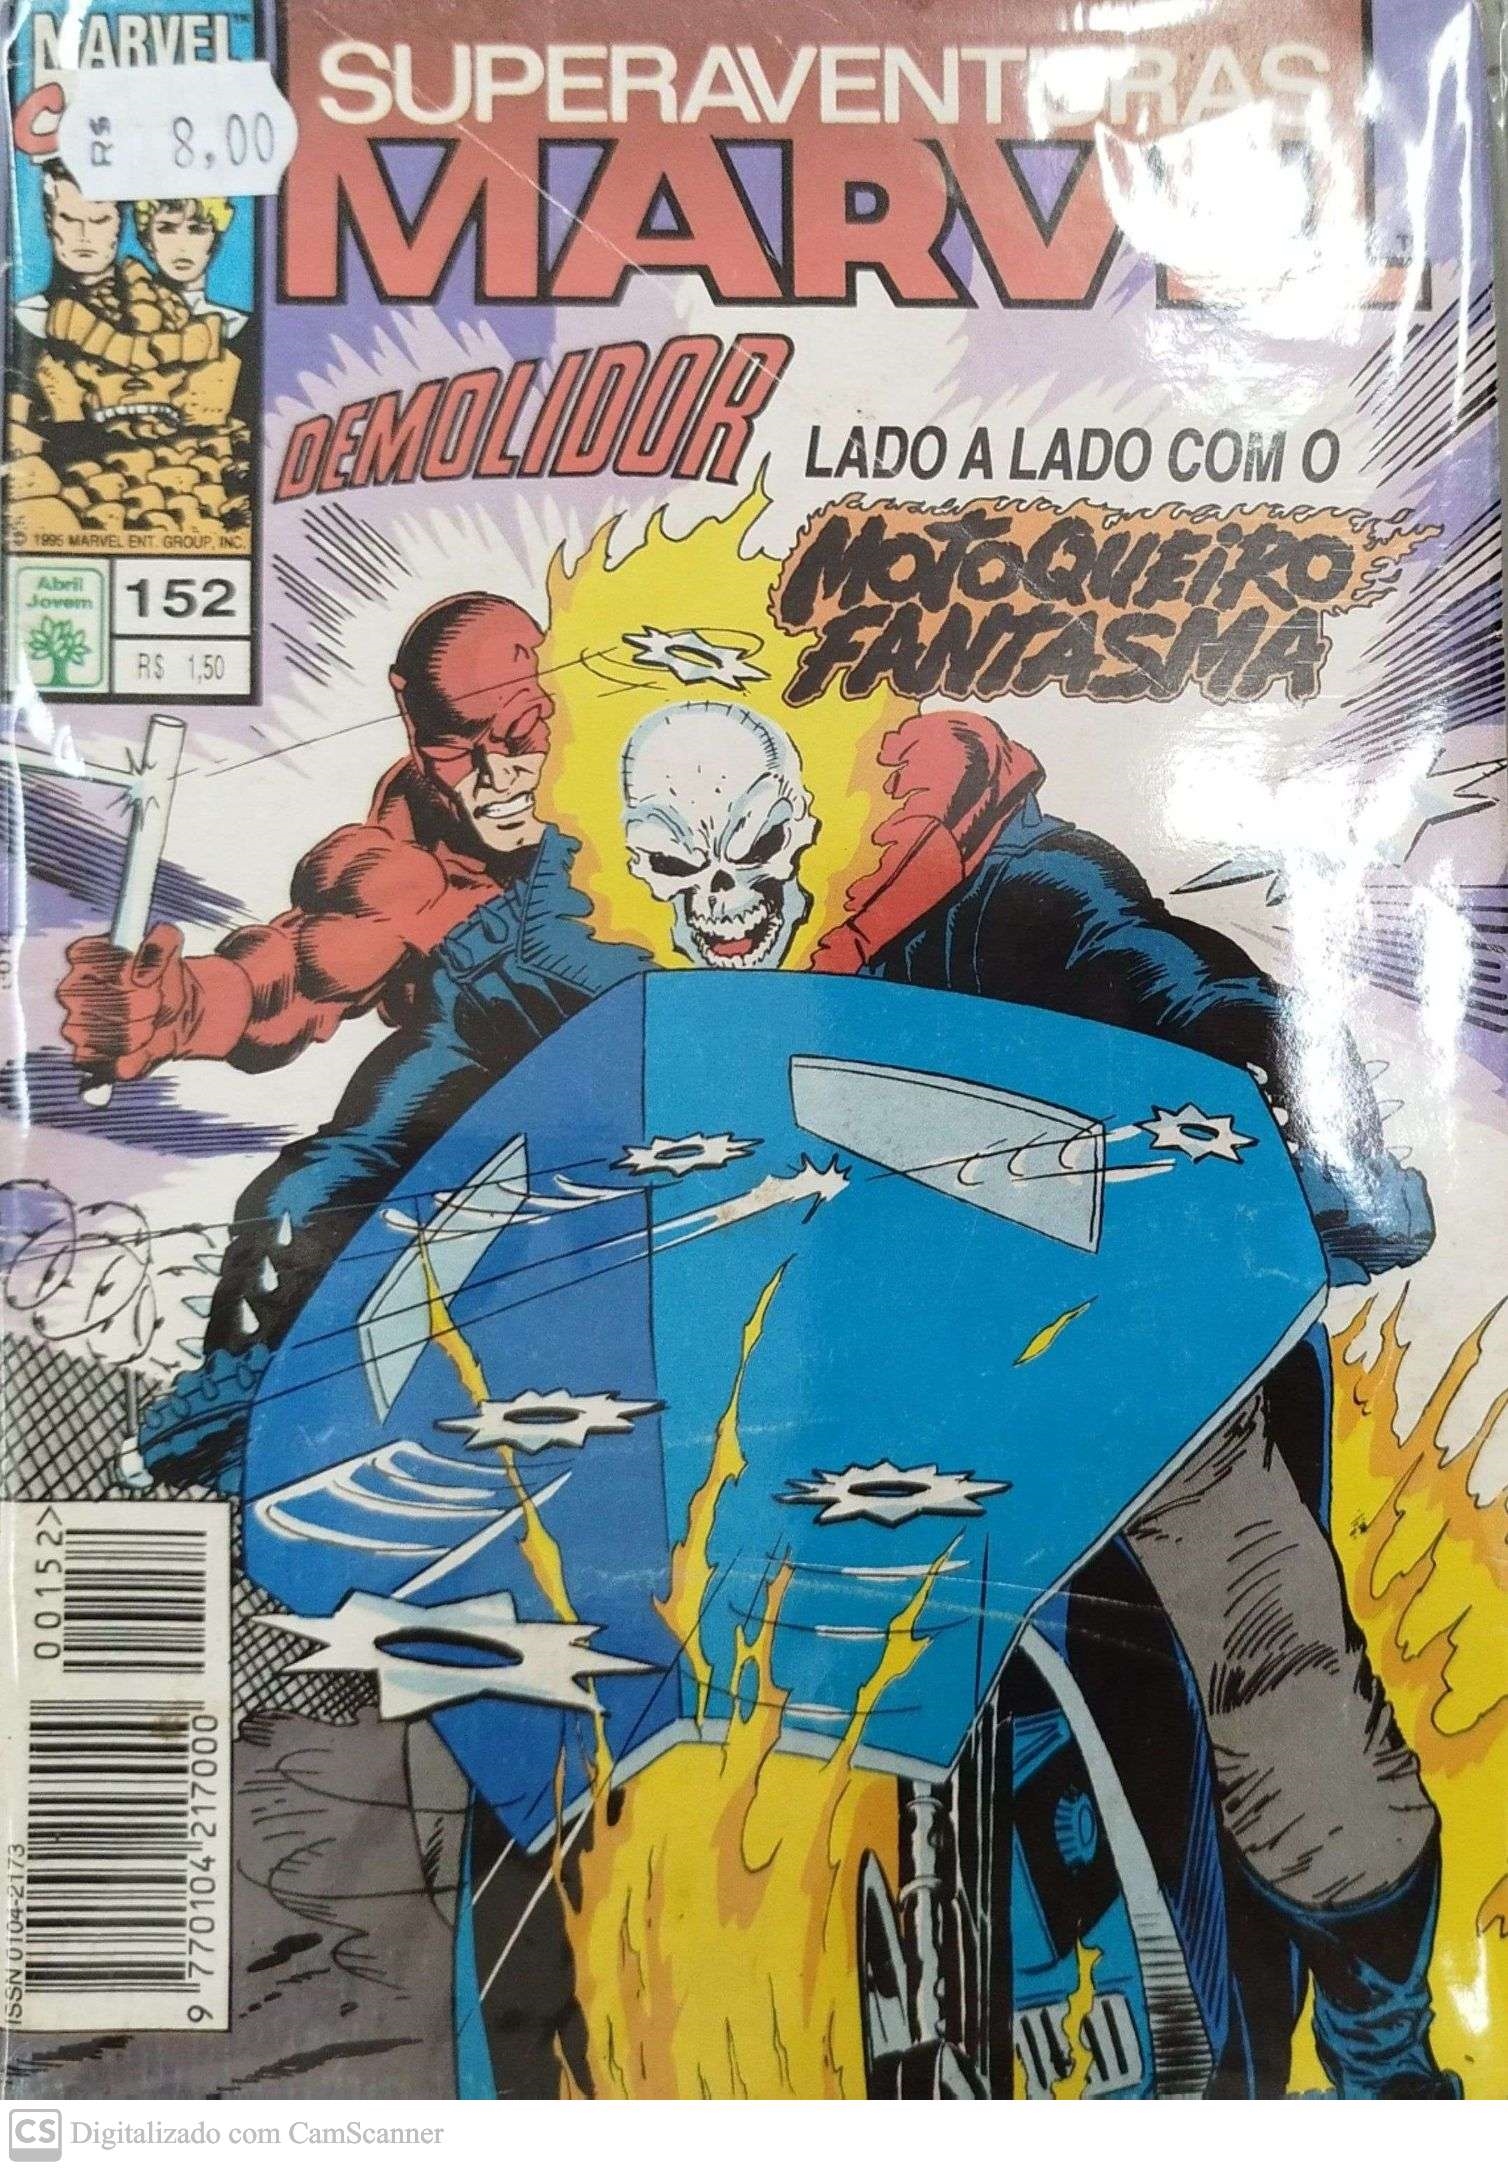 MARVEL
R$ 8,00
SUPERAVENTURAS
MARVEL
DEMOLIDOR
LADO A LADO COM O
MOTOQUEIRO
FANTASMA
1995 MARVEL ENT. GROUP, INC.
Abril
Jovem
152
R$ 1,50
00152>
9 770104 217000
ISSN 0104-2173
CS Digitalizado com CamScanner